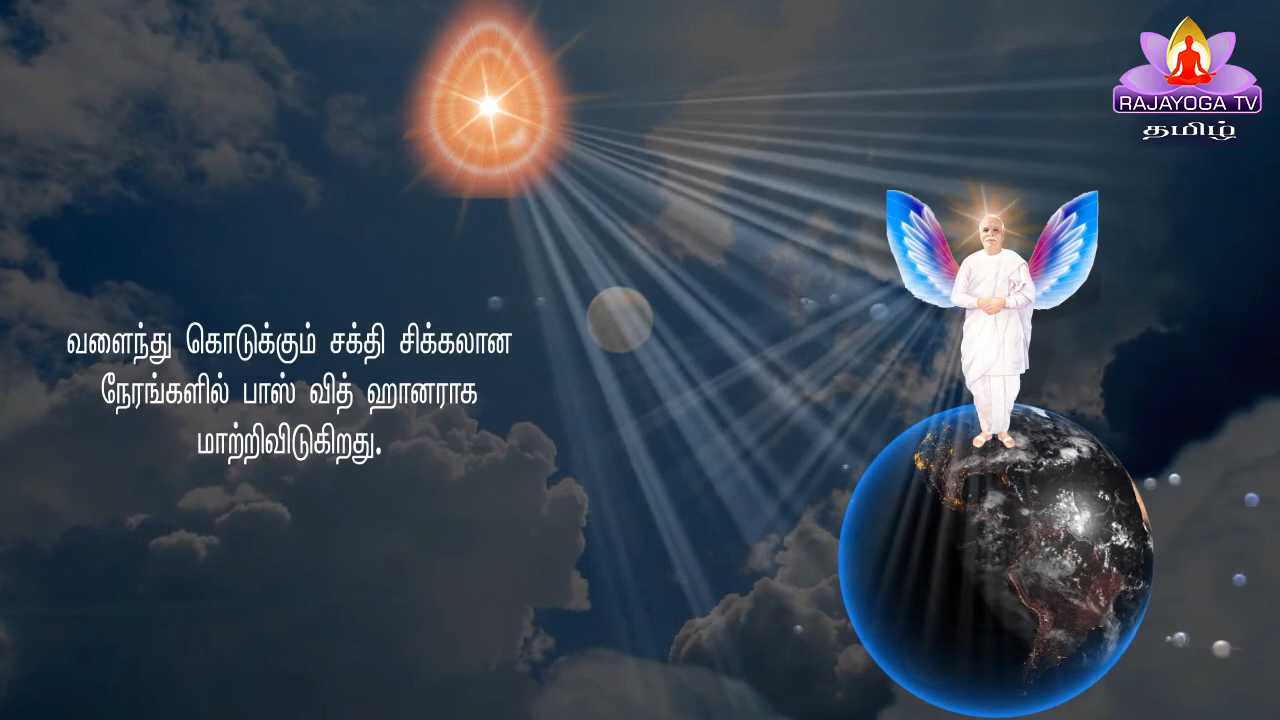 RAJAYOGA TV
தமிழ்
வளைந்து கொடுக்கும் சக்தி சிக்கலான
நேரங்களில் பாஸ் வித் ஹானராக
மாற்றிவிடுகிறது.